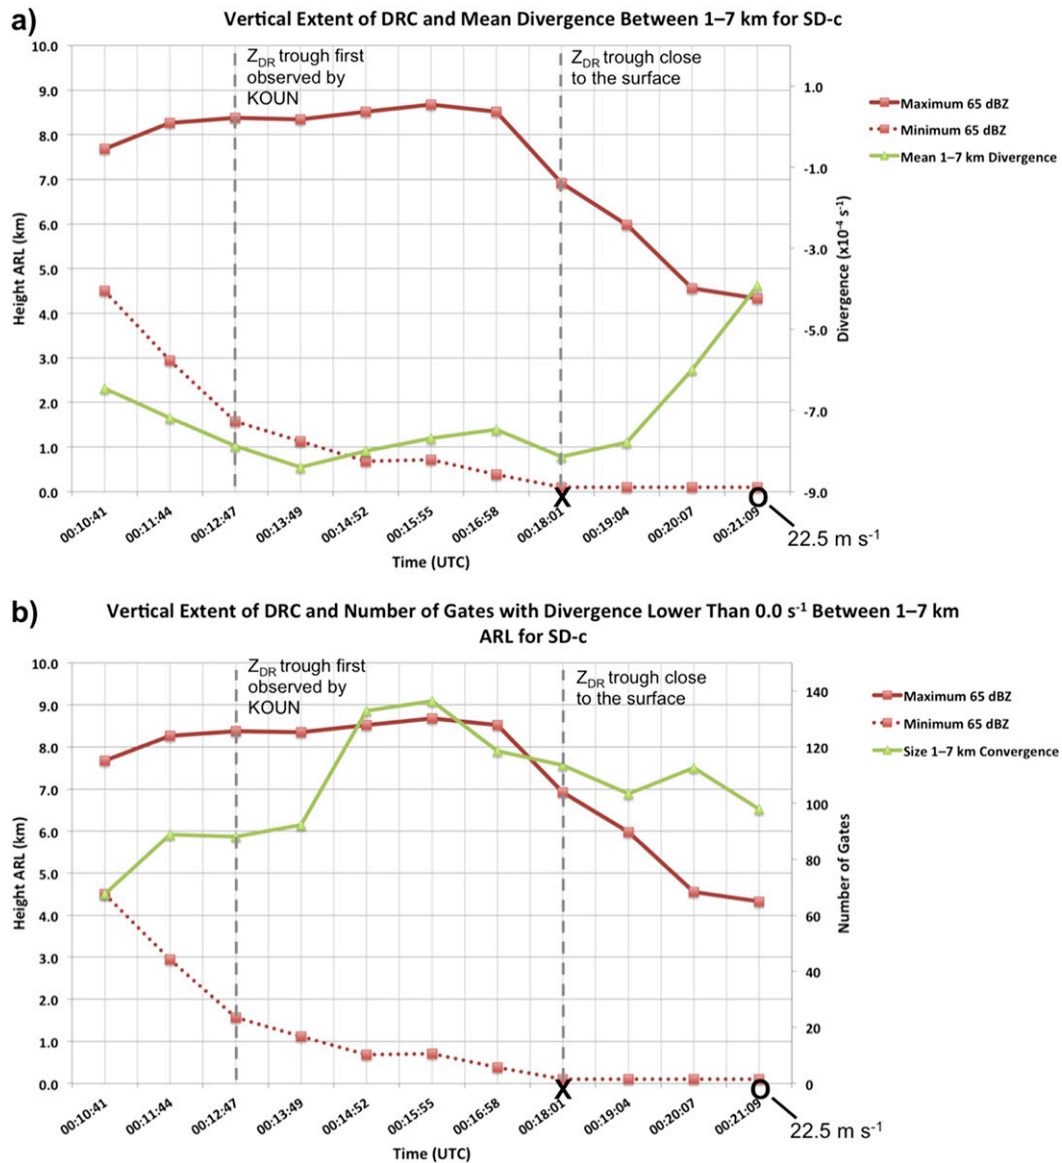 a)
Vertical Extent of DRC and Mean Divergence Between 1–7 km for SD-c
10.0
9.0
8.0
7.0
6.0
5.0
4.0
3.0
2.0
1.0
0.0
Height ARL (km)
Z_DR trough first
observed by
KOUN
Z_DR trough close
to the surface
1.0
-1.0
-3.0
-5.0
-7.0
-9.0
Divergence (x10⁻⁴ s⁻¹)
Maximum 65 dBZ
Minimum 65 dBZ
Mean 1–7 km Divergence
00:10:41
00:11:44
00:12:47
00:13:49
00:14:52
00:15:55
00:16:58
00:18:01
00:19:04
00:20:07
00:21:09
X
O
22.5 m s⁻¹
Time (UTC)
b)
Vertical Extent of DRC and Number of Gates with Divergence Lower Than 0.0 s⁻¹ Between 1–7 km
ARL for SD-c
10.0
9.0
8.0
7.0
6.0
5.0
4.0
3.0
2.0
1.0
0.0
Height ARL (km)
Z_DR trough first
observed by
KOUN
Z_DR trough close
to the surface
140
120
100
80
60
40
20
0
Number of Gates
Maximum 65 dBZ
Minimum 65 dBZ
Size 1–7 km Convergence
00:10:41
00:11:44
00:12:47
00:13:49
00:14:52
00:15:55
00:16:58
00:18:01
00:19:04
00:20:07
00:21:09
X
O
22.5 m s⁻¹
Time (UTC)